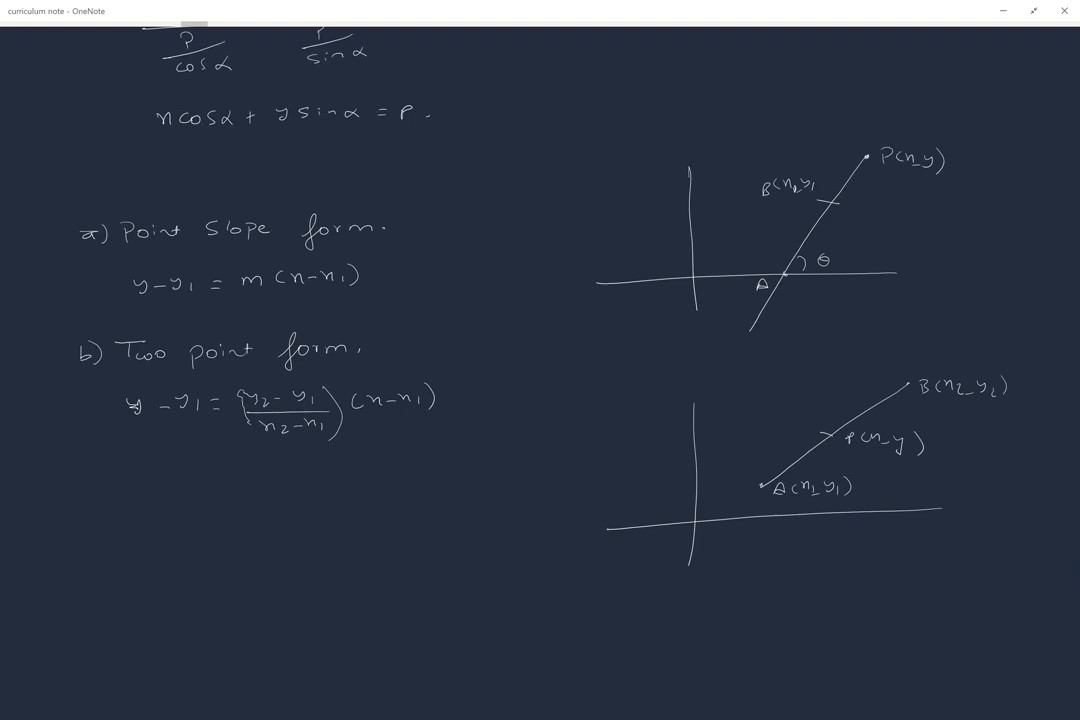 curriculum note - OneNote
P/cosα P/sinα
x cosα + y sinα = P.
a) Point Slope form.
y-y₁ = m(x-x₁)
b) Two point form.
y-y₁ = (y₂-y₁/x₂-x₁)(x-x₁)
P(x,y)
B(x₁,y₁
θ
A
B(x₂,y₂)
P(x,y)
A(x₁,y₁)